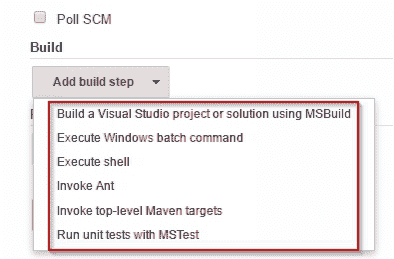 Poll SCM
Build
Add build step
Build a Visual Studio project or solution using MSBuild
Execute Windows batch command
Execute shell
Invoke Ant
Invoke top-level Maven targets
Run unit tests with MSTest